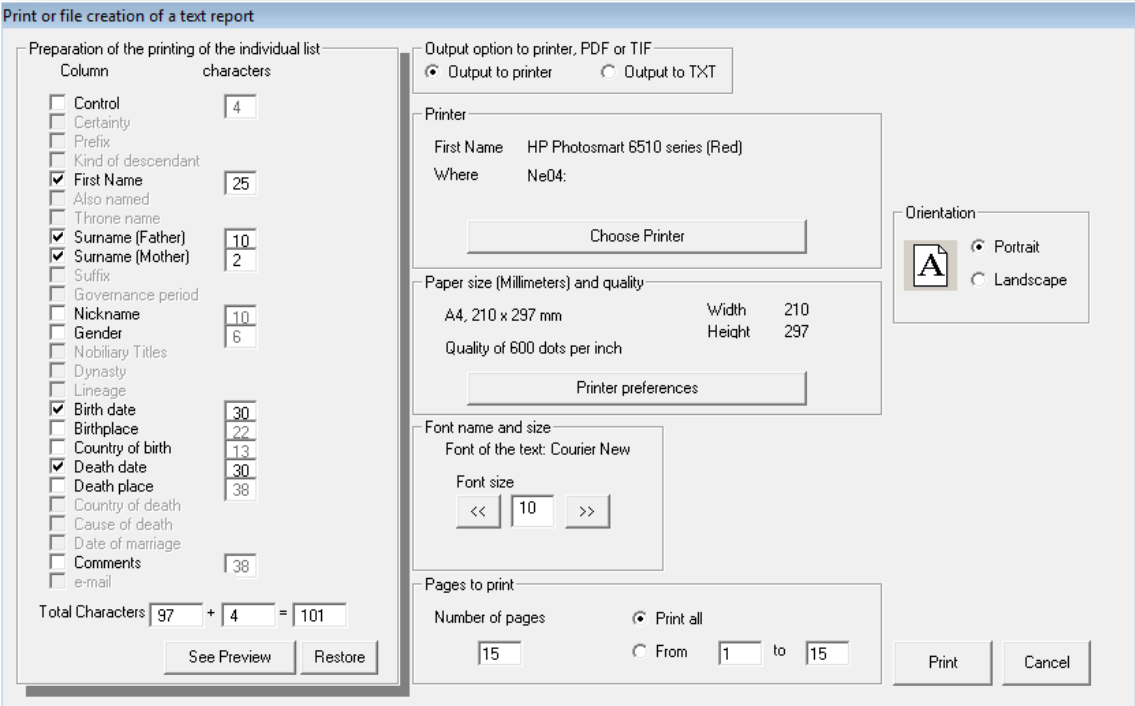 Print or file creation of a text report
Preparation of the printing of the individual list
Column characters
Control 4
Certainty
Prefix
Kind of descendant
First Name 25
Also named
Throne name
Surname (Father) 10
Surname (Mother) 2
Suffix
Governance period
Nickname 10
Gender 6
Nobiliary Titles
Dynasty
Lineage
Birth date 30
Birthplace 22
Country of birth 13
Death date 30
Death place 38
Country of death
Cause of death
Date of marriage
Comments 38
e-mail
Total Characters 97 + 4 = 101
See Preview Restore
Output option to printer, PDF or TIF
Output to printer Output to TXT
Printer
First Name HP Photosmart 6510 series (Red)
Where Ne04:
Choose Printer
Paper size (Millimeters) and quality
A4, 210 x 297 mm Width 210
Height 297
Quality of 600 dots per inch
Printer preferences
Font name and size
Font of the text: Courier New
Font size
<< 10 >>
Pages to print
Number of pages Print all
15 From 1 to 15
Orientation
A Portrait
Landscape
Print Cancel